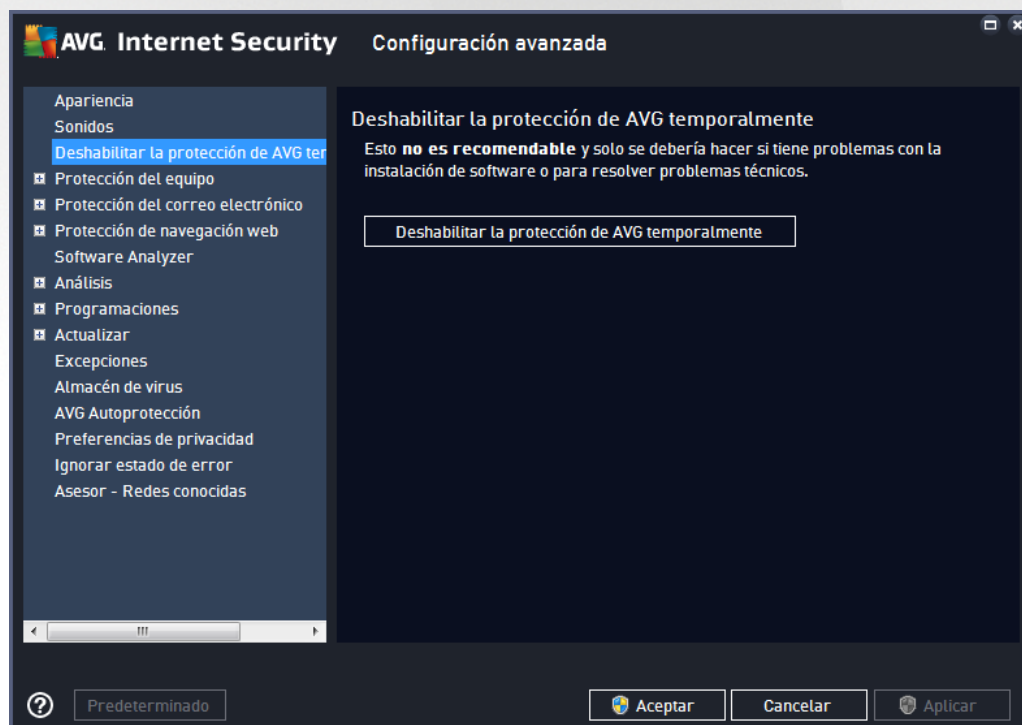 AVG. Internet Security Configuración avanzada
Apariencia
Sonidos
Deshabilitar la protección de AVG ter
Protección del equipo
Protección del correo electrónico
Protección de navegación web
Software Analyzer
Análisis
Programaciones
Actualizar
Excepciones
Almacén de virus
AVG Autoprotección
Preferencias de privacidad
Ignorar estado de error
Asesor - Redes conocidas
Deshabilitar la protección de AVG temporalmente
Esto no es recomendable y solo se debería hacer si tiene problemas con la
instalación de software o para resolver problemas técnicos.
Deshabilitar la protección de AVG temporalmente
Predeterminado
Aceptar
Cancelar
Aplicar